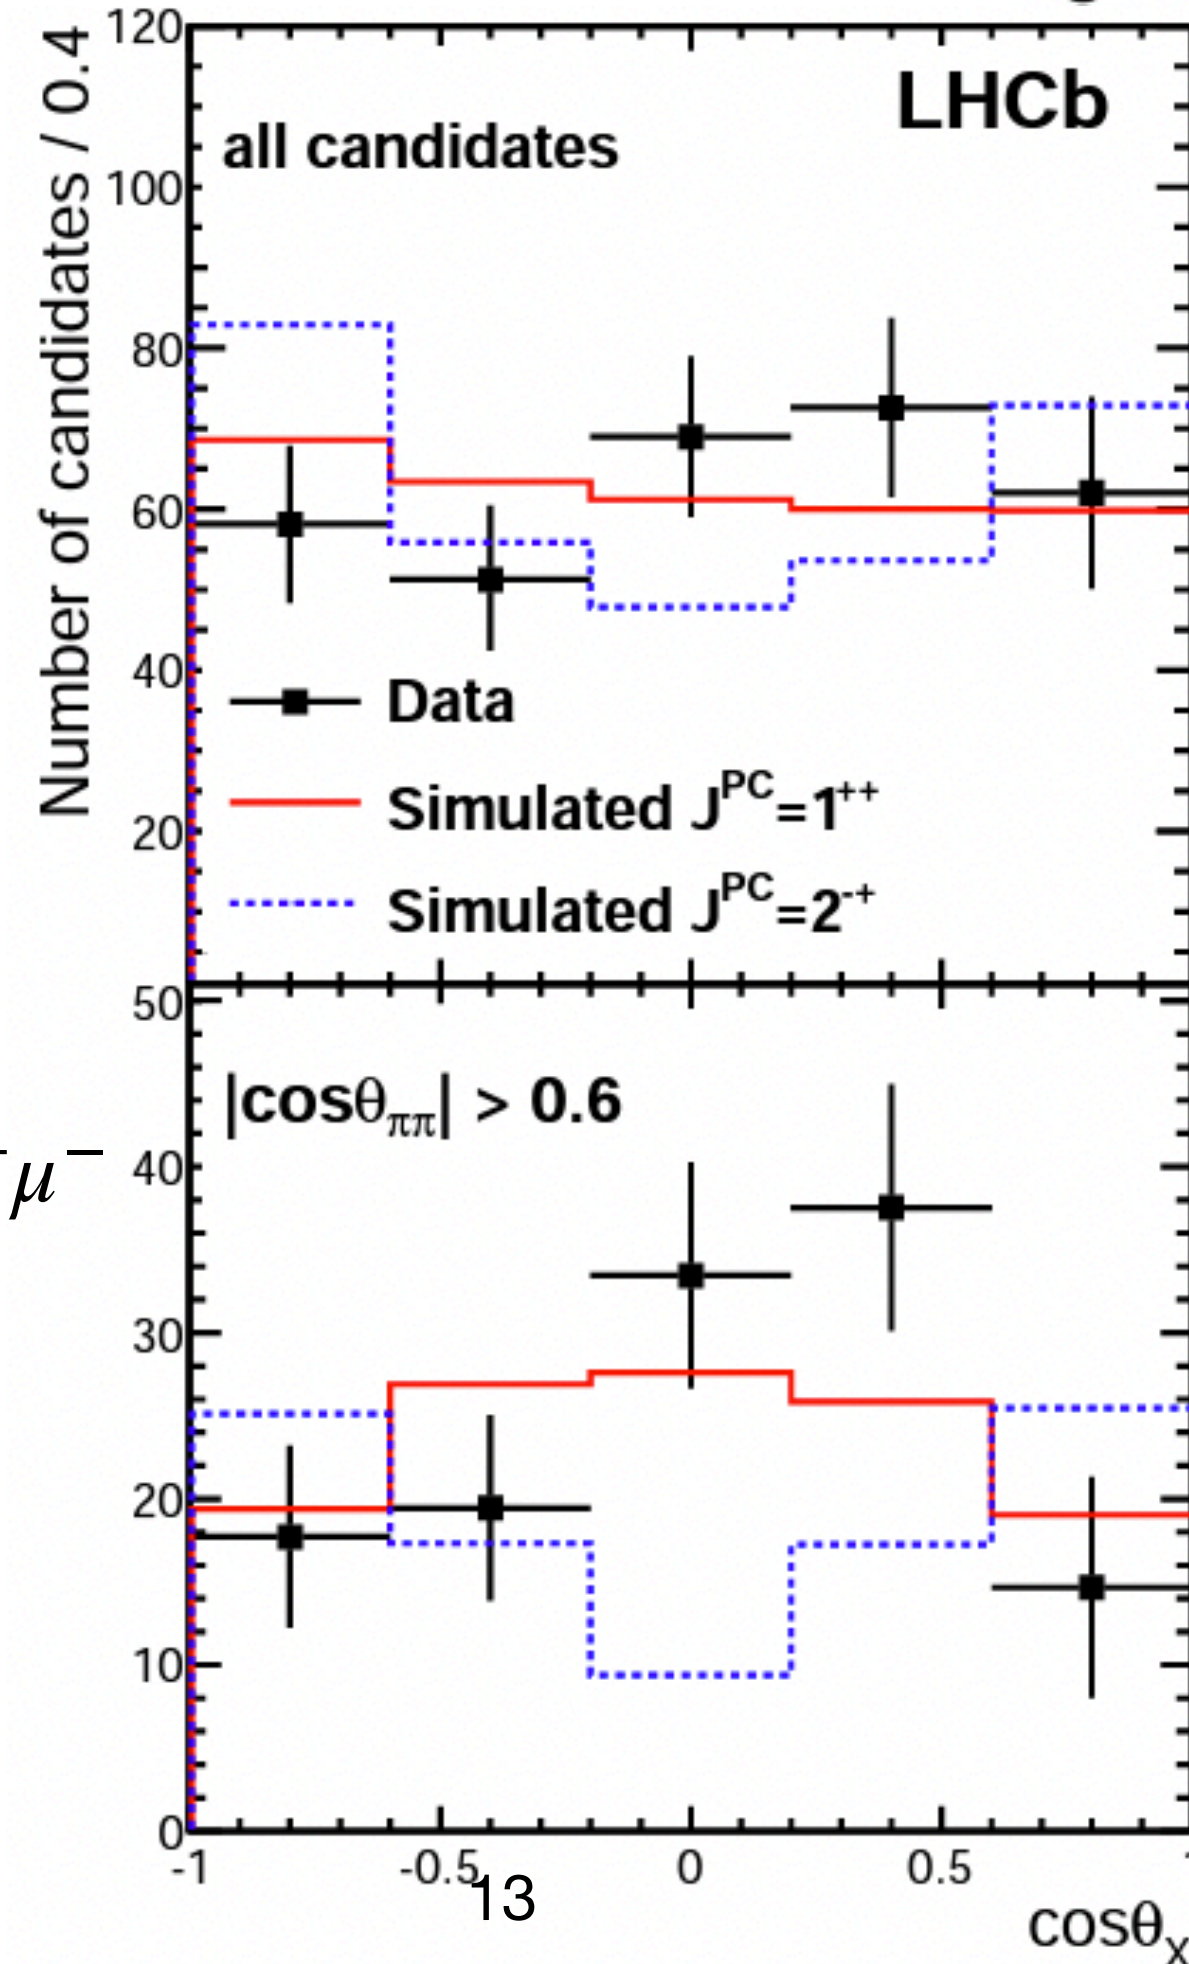 LHCb
all candidates
Number of candidates / 0.4
120
100
80
60
40
20
Data
Simulated J^PC=1^++
Simulated J^PC=2^-+
50
|cosθ_ππ| > 0.6
μ⁻
40
30
20
10
0
-1 -0.5 0 0.5
13
cosθ_x